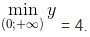 min y = 4.
(0;+∞)